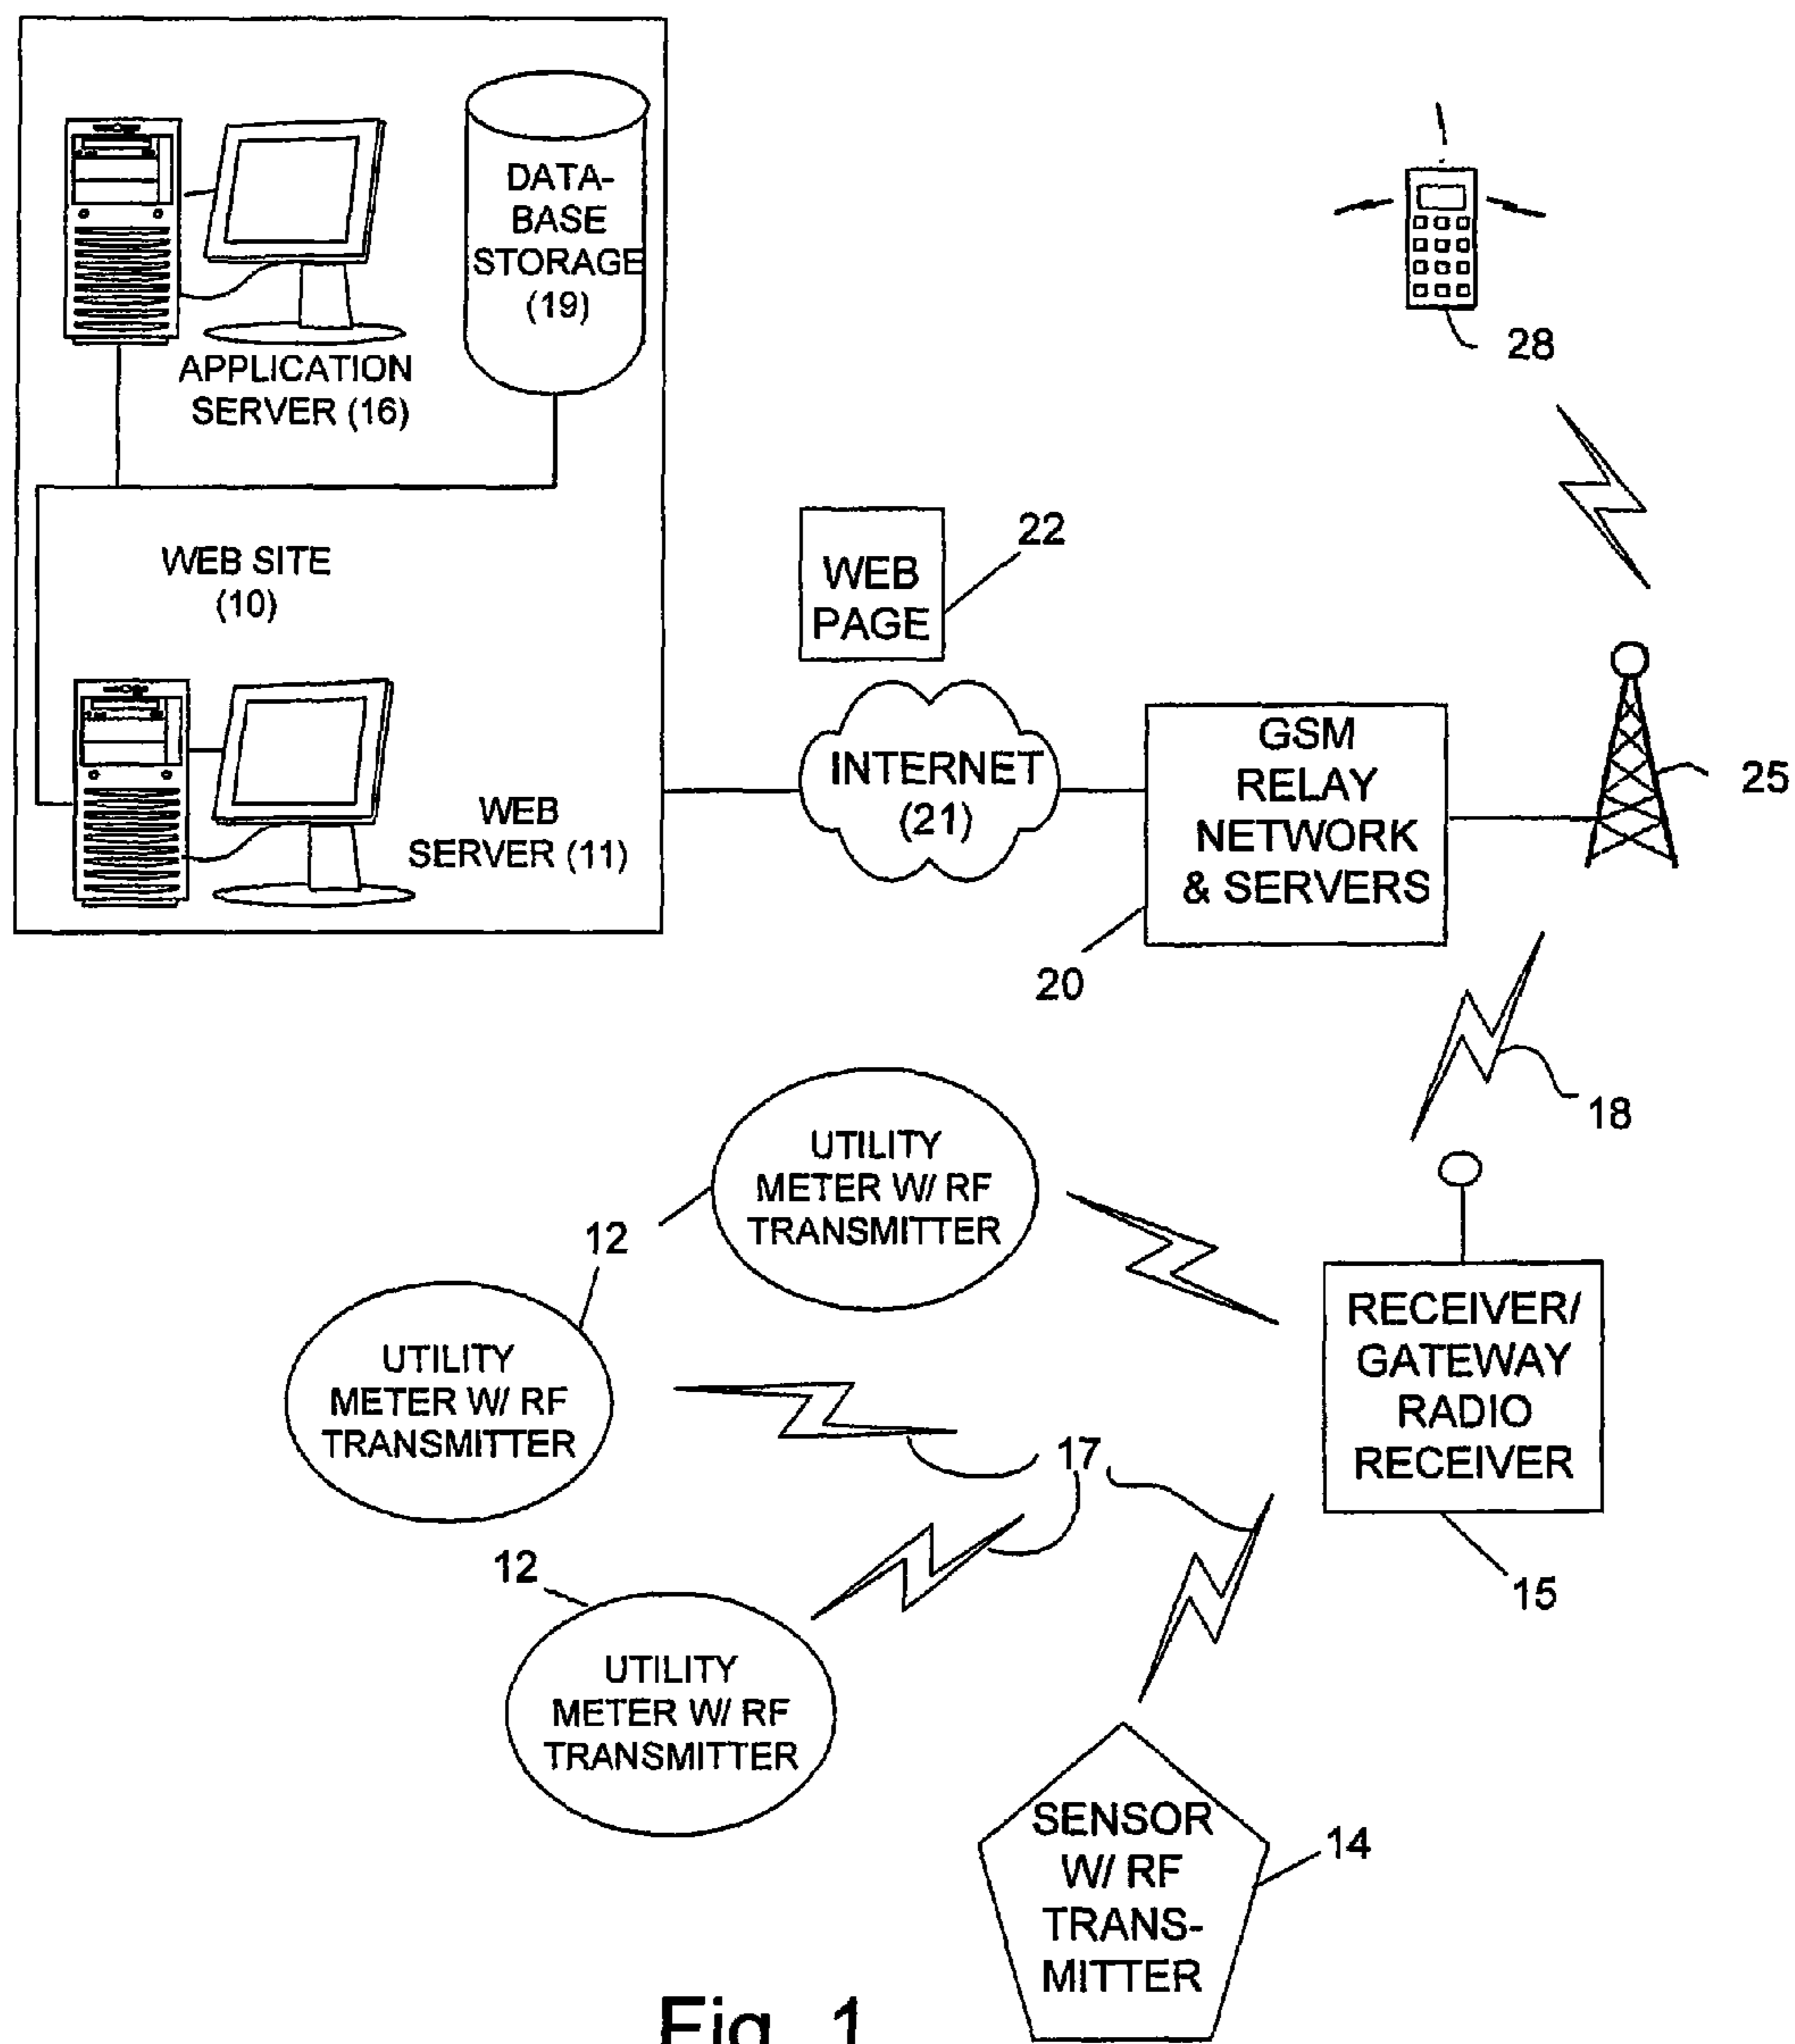 DATA-
BASE
STORAGE
(19)
APPLICATION
SERVER (16)
28
WEB SITE
(10)
22
WEB
PAGE
WEB
SERVER (11)
INTERNET
(21)
GSM
RELAY
NETWORK
& SERVERS
25
20
18
UTILITY
METER W/ RF
TRANSMITTER
12
UTILITY
METER W/ RF
TRANSMITTER
RECEIVER/
GATEWAY
RADIO
RECEIVER
17
12
15
UTILITY
METER W/ RF
TRANSMITTER
SENSOR
W/ RF
TRANS-
MITTER
14
Fig. 1